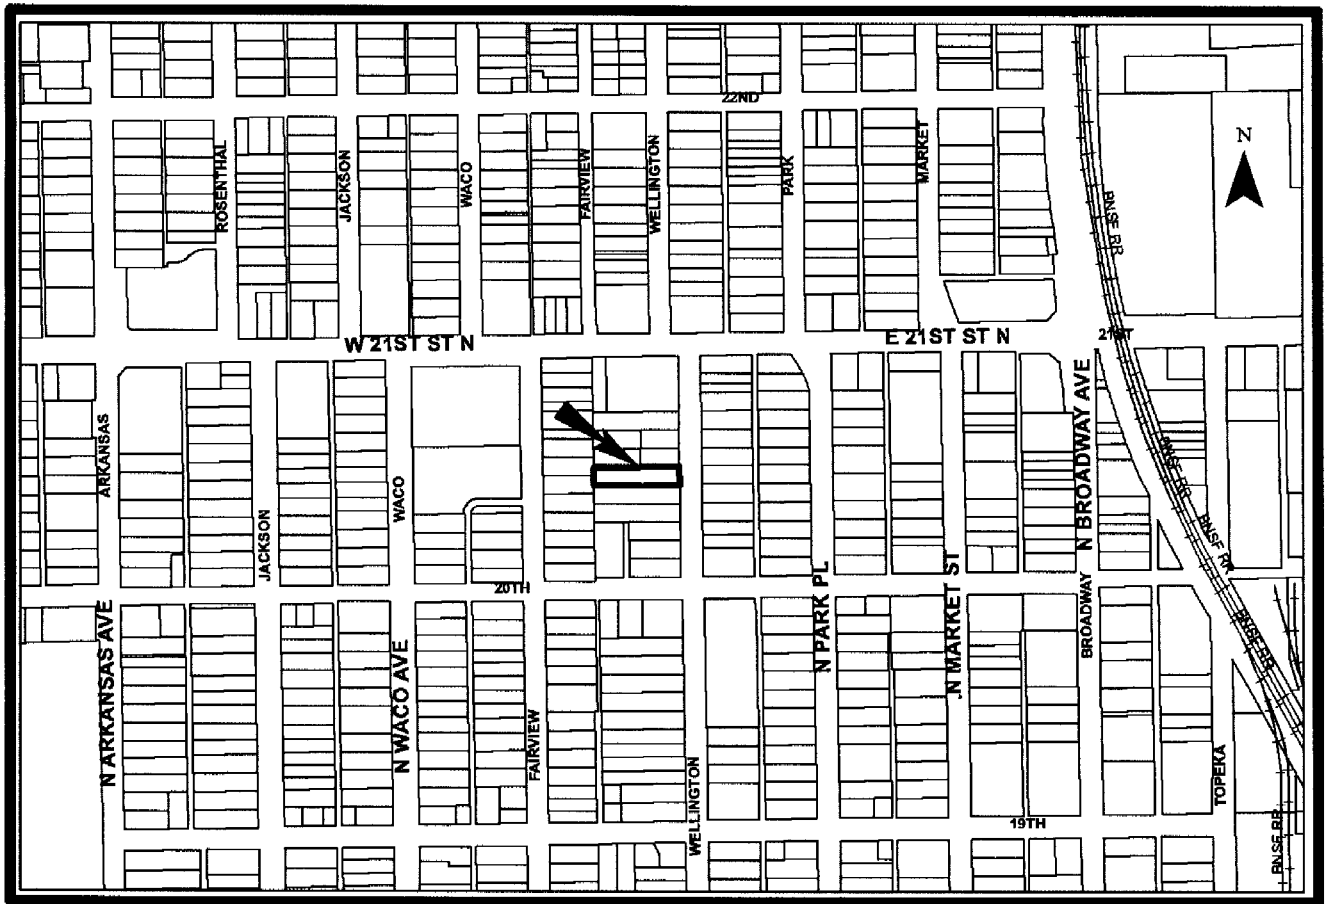 22ND
N
ROSENTHAL
JACKSON
WACO
FAIRVIEW
WELLINGTON
PARK
MARKET
BNSF RR
W 21ST ST N
E 21ST ST N
21ST
ARKANSAS
JACKSON
WACO
N BROADWAY AVE
BNSF RR
BNSF RR
20TH
N ARKANSAS AVE
N WACO AVE
FAIRVIEW
N PARK PL
N MARKET ST
BROADWAY
BNSF RR
WELLINGTON
19TH
TOPEKA
BNSF RR